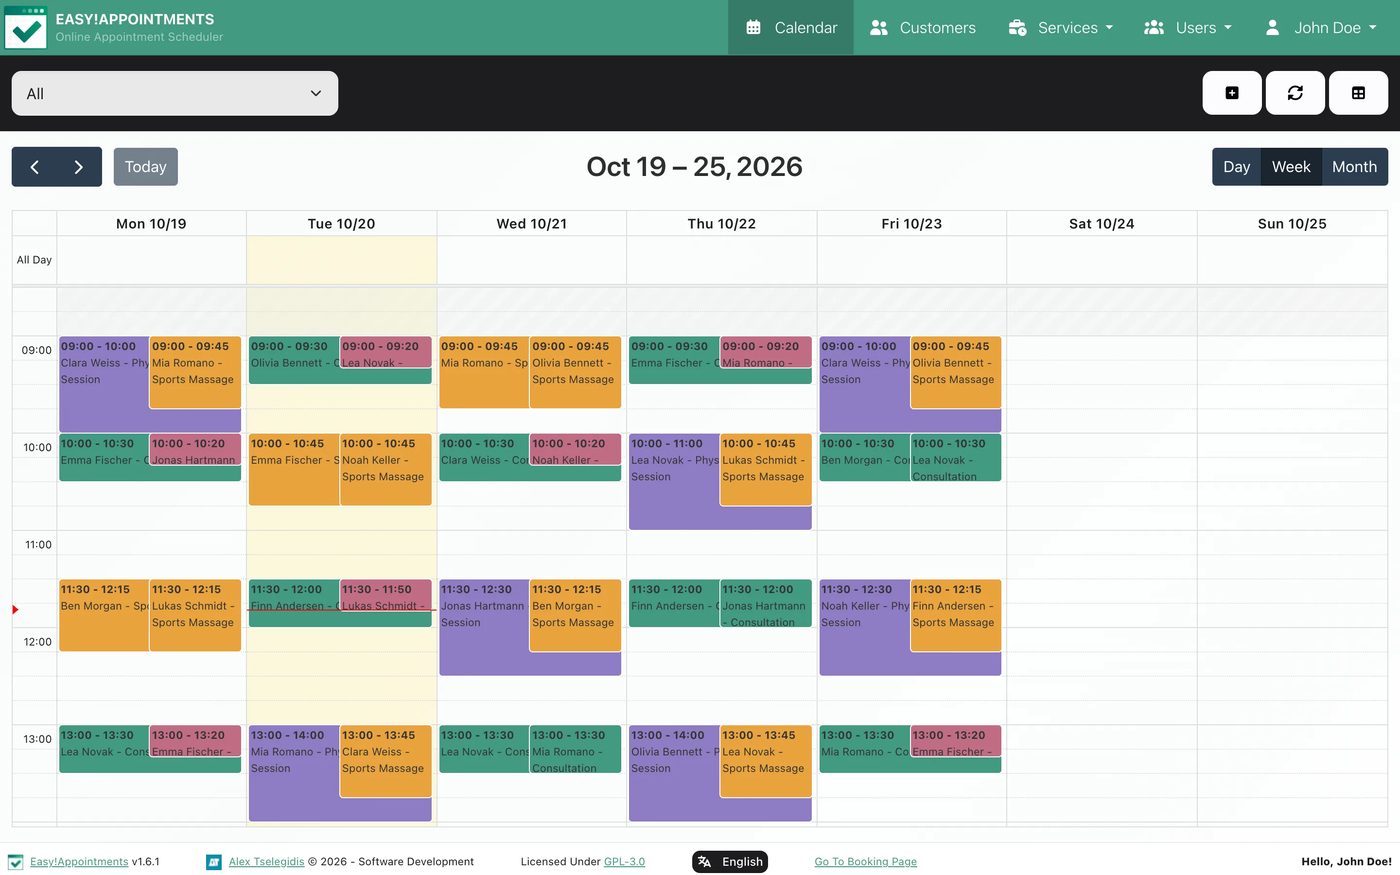 EASY!APPOINTMENTS
Online Appointment Scheduler
Calendar
Customers
Services
Users
John Doe
All
Today
Oct 19 – 25, 2026
Day
Week
Month
Mon 10/19
Tue 10/20
Wed 10/21
Thu 10/22
Fri 10/23
Sat 10/24
Sun 10/25
All Day
09:00
10:00
11:00
12:00
13:00
09:00 - 10:00
Clara Weiss - Phy
Session
09:00 - 09:45
Mia Romano -
Sports Massage
10:00 - 10:30
Emma Fischer -
10:00 - 10:20
Jonas Hartmann
11:30 - 12:15
Ben Morgan - Spo
11:30 - 12:15
Lukas Schmidt -
Sports Massage
13:00 - 13:30
Lea Novak - Cons
13:00 - 13:20
Emma Fischer -
09:00 - 09:30
Olivia Bennett -
09:00 - 09:20
Lea Novak -
10:00 - 10:45
Emma Fischer - S
10:00 - 10:45
Noah Keller -
Sports Massage
11:30 - 12:00
Finn Andersen -
11:30 - 11:50
Lukas Schmidt -
13:00 - 14:00
Mia Romano - Phy
Session
13:00 - 13:45
Clara Weiss -
Sports Massage
09:00 - 09:45
Mia Romano - Sp
09:00 - 09:45
Olivia Bennett -
Sports Massage
10:00 - 10:30
Clara Weiss - Con
10:00 - 10:20
Noah Keller -
11:30 - 12:30
Jonas Hartmann
Session
11:30 - 12:15
Ben Morgan -
Sports Massage
13:00 - 13:30
Lea Novak - Cons
13:00 - 13:30
Mia Romano -
Consultation
09:00 - 09:30
Emma Fischer -
09:00 - 09:20
Mia Romano -
10:00 - 11:00
Lea Novak - Phys
Session
10:00 - 10:45
Lukas Schmidt -
Sports Massage
11:30 - 12:00
Finn Andersen -
11:30 - 12:00
Jonas Hartmann
- Consultation
13:00 - 14:00
Olivia Bennett - P
Session
13:00 - 13:45
Lea Novak -
Sports Massage
09:00 - 10:00
Clara Weiss - Phy
Session
09:00 - 09:45
Olivia Bennett -
Sports Massage
10:00 - 10:30
Ben Morgan - Con
10:00 - 10:30
Lea Novak -
Consultation
11:30 - 12:30
Noah Keller - Phy
Session
11:30 - 12:15
Finn Andersen -
Sports Massage
13:00 - 13:30
Mia Romano - Co
13:00 - 13:20
Emma Fischer -
Easy!Appointments v1.6.1
Alex Tselegidis © 2026 - Software Development
Licensed Under GPL-3.0
English
Go To Booking Page
Hello, John Doe!